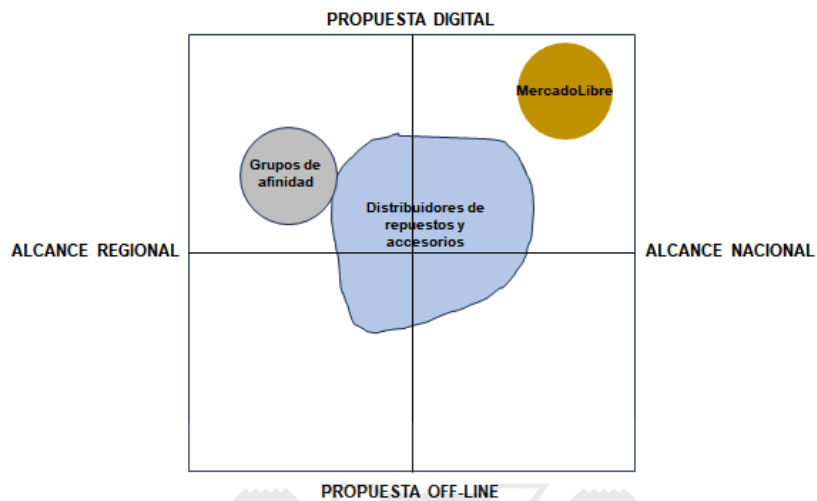 PROPUESTA DIGITAL
MercadoLibre
Grupos de
afinidad
Distribuidores de
repuestos y
accesorios
ALCANCE REGIONAL
ALCANCE NACIONAL
PROPUESTA OFF-LINE